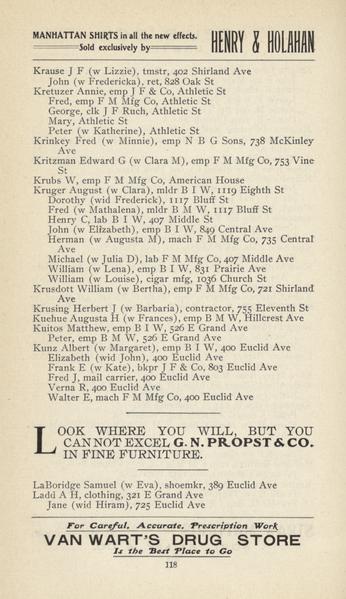 MANHATTAN SHIRTS in all the new effects.
Sold exclusively by
HENRY & HOLAHAN
Krause J F (w Lizzie), tmstr, 402 Shirland Ave
John (w Fredericka), ret, 828 Oak St
Kretuzer Annie, emp J F & Co, Athletic St
Fred, emp F M Mfg Co, Athletic St
George, clk J F Ruch, Athletic St
Mary, Athletic St
Peter (w Katherine), Athletic St
Krinkey Fred (w Minnie), emp N B G Sons, 738 McKinley
Ave
Kritzman Edward G (w Clara M), emp F M Mfg Co, 753 Vine
St
Krubs W, emp F M Mfg Co, American House
Kruger August (w Clara), mldr B I W, 1119 Eighth St
Dorothy (wid Frederick), 1117 Bluff St
Fred (w Mathalena), mldr B M W, 1117 Bluff St
Henry C, lab B I W, 407 Middle St
John (w Elizabeth), emp B I W, 849 Central Ave
Herman (w Augusta M), mach F M Mfg Co, 735 Central
Ave
Michael (w Julia D), lab F M Mfg Co, 407 Middle Ave
William (w Lena), emp B I W, 831 Prairie Ave
William (w Louise), cigar mfg, 1036 Church St
Krusdott William (w Bertha), emp F M Mfg Co, 721 Shirland
Ave
Krusing Herbert J (w Barbaria), contractor, 755 Eleventh St
Kuehue Augusta H (w Frances), emp B M W, Hillcrest Ave
Kuitos Matthew, emp B I W, 526 E Grand Ave
Peter, emp B M W, 526 E Grand Ave
Kunz Albert (w Margaret), emp B I W, 400 Euclid Ave
Elizabeth (wid John), 400 Euclid Ave
Frank E (w Kate), bkpr J F & Co, 803 Euclid Ave
Fred J, mail carrier, 400 Euclid Ave
Verna R, 400 Euclid Ave
Walter E, mach F M Mfg Co, 400 Euclid Ave
LOOK WHERE YOU WILL, BUT YOU
CANNOT EXCEL G. N. PROPST & CO.
IN FINE FURNITURE.
LaBoridge Samuel (w Eva), shoemkr, 389 Euclid Ave
Ladd A H, clothing, 321 E Grand Ave
Jane (wid Hiram), 725 Euclid Ave
For Careful, Accurate, Prescription Work
VAN WART'S DRUG STORE
Is the Best Place to Go
118